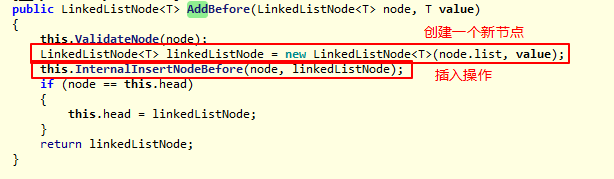 public LinkedListNode<T> AddBefore(LinkedListNode<T> node, T value)
{
创建一个新节点
this.ValidateNode(node);
LinkedListNode<T> linkedListNode = new LinkedListNode<T>(node.list, value);
this.InternalInsertNodeBefore(node, linkedListNode);
插入操作
if (node == this.head)
{
this.head = linkedListNode;
}
return linkedListNode;
}